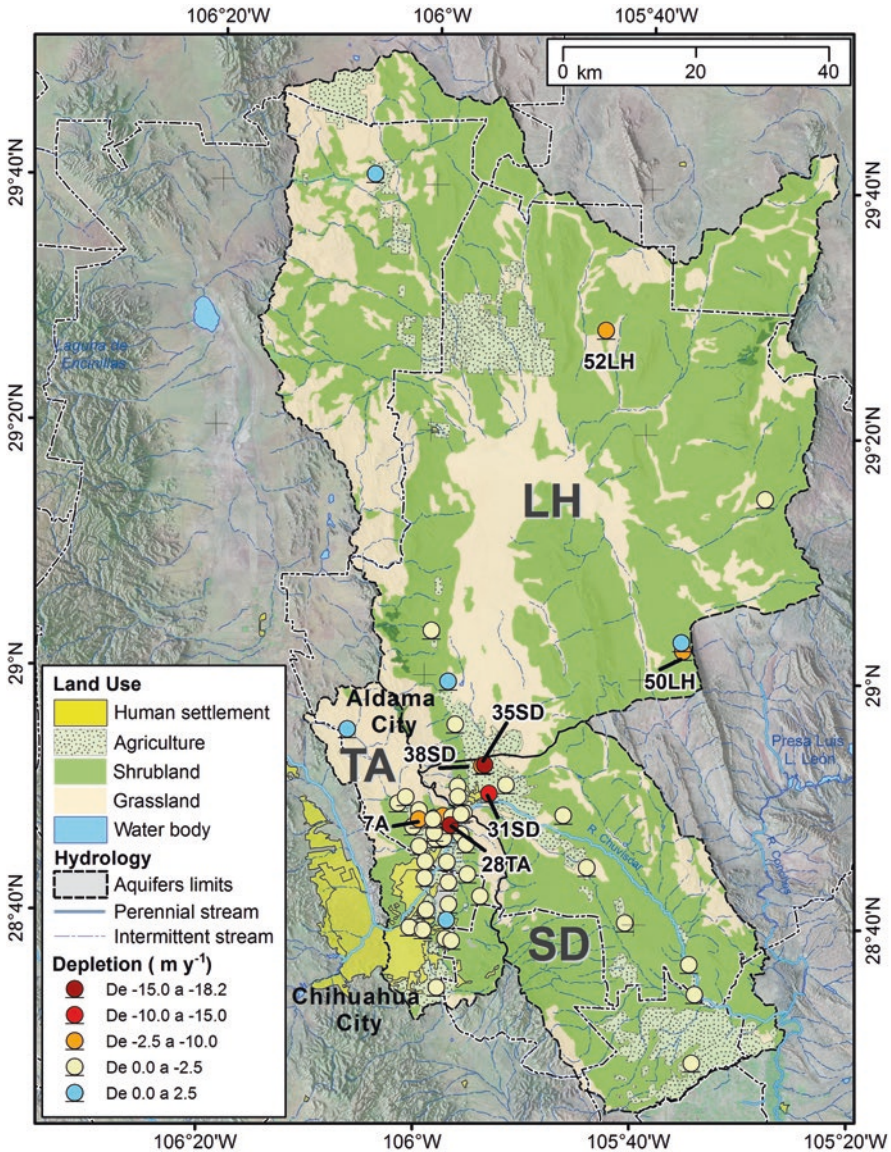 106°20'W
106°W
105°40'W
0 km 20 40
29°40'N
29°40'N
52LH
Laguna de
Encinillas
29°20'N
29°20'N
LH
29°N
29°N
50LH
Land Use
Human settlement
Agriculture
Shrubland
Grassland
Water body
Hydrology
Aquifers limits
Perennial stream
Intermittent stream
Depletion ( m y-1)
De -15.0 a -18.2
De -10.0 a -15.0
De -2.5 a -10.0
De 0.0 a -2.5
De 0.0 a 2.5
Aldama
City
35SD
38SD
TA
Presa Luis
L. León
7A
31SD
28TA
R. Chuviscar
R. Conchos
28°40'N
28°40'N
SD
Chihuahua
City
106°20'W
106°W
105°40'W
105°20'W